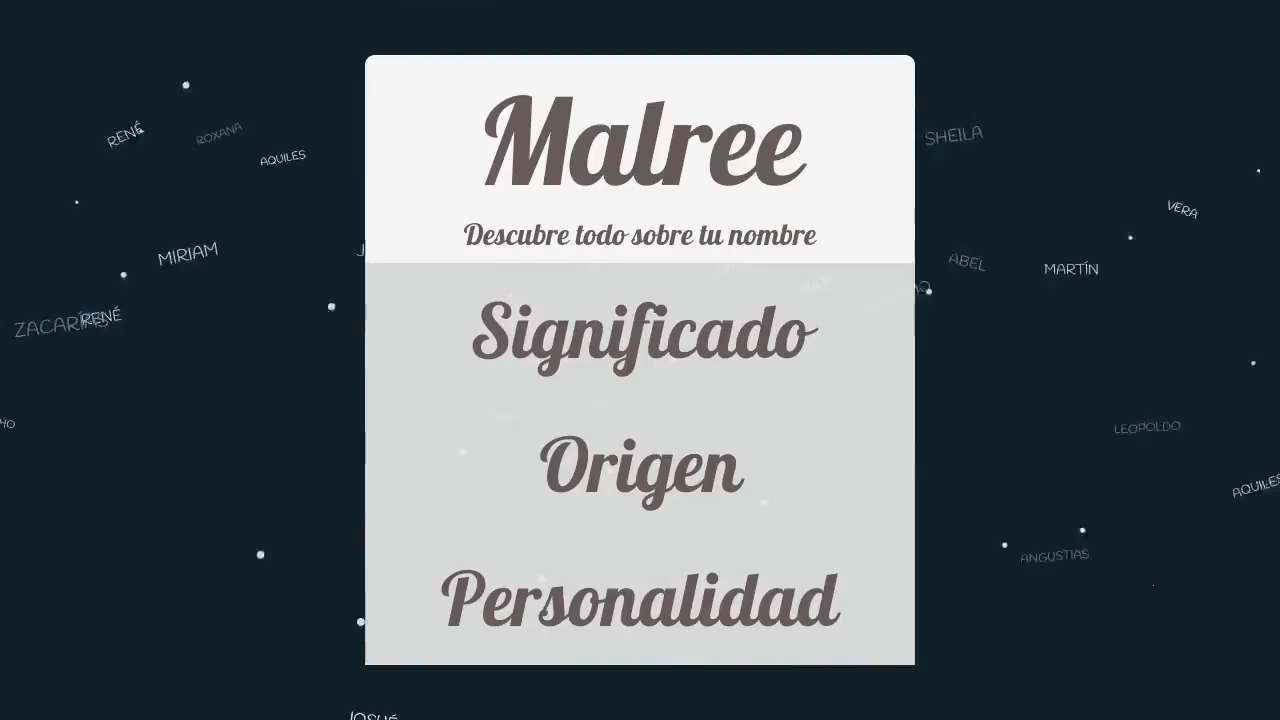 Malree
Descubre todo sobre tu nombre
Significado
Origen
Personalidad
RENÉ
ROXANA
AQUILES
MIRIAM
ZACARÍAS
RENÉ
SHEILA
VERA
ABEL
MARTÍN
LEOPOLDO
AQUILES
ANGUSTIAS
JOSUÉ